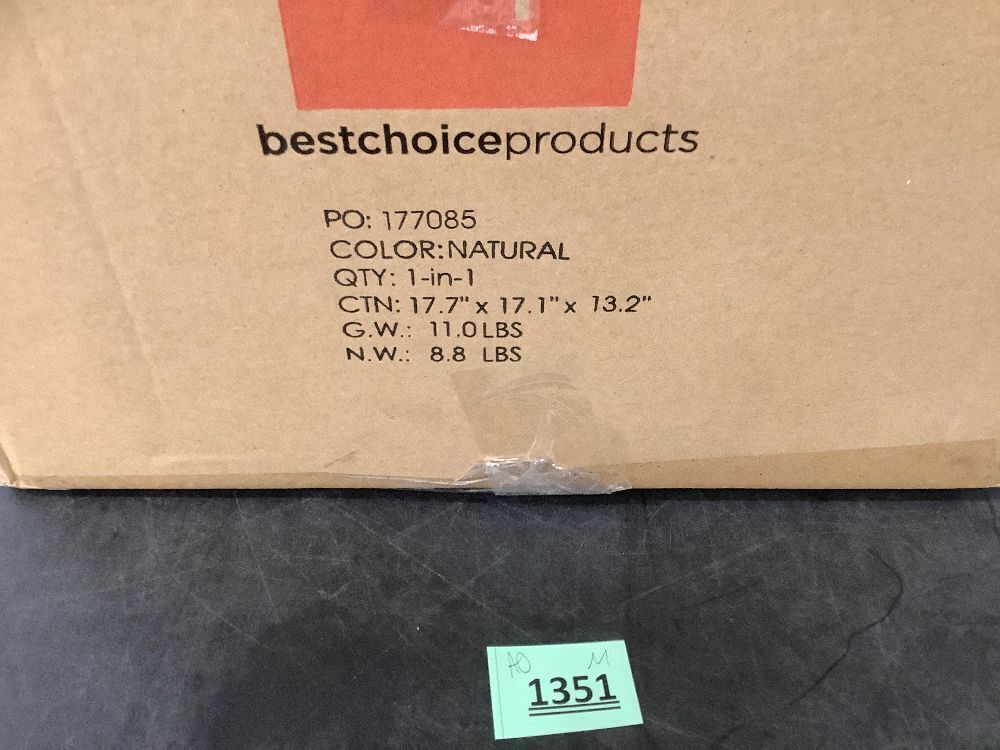 bestchoiceproducts
PO: 177085
COLOR: NATURAL
QTY: 1-in-1
CTN: 17.7" x 17.1" x 13.2"
G.W.: 11.0 LBS
N.W.: 8.8 LBS
AO M
1351